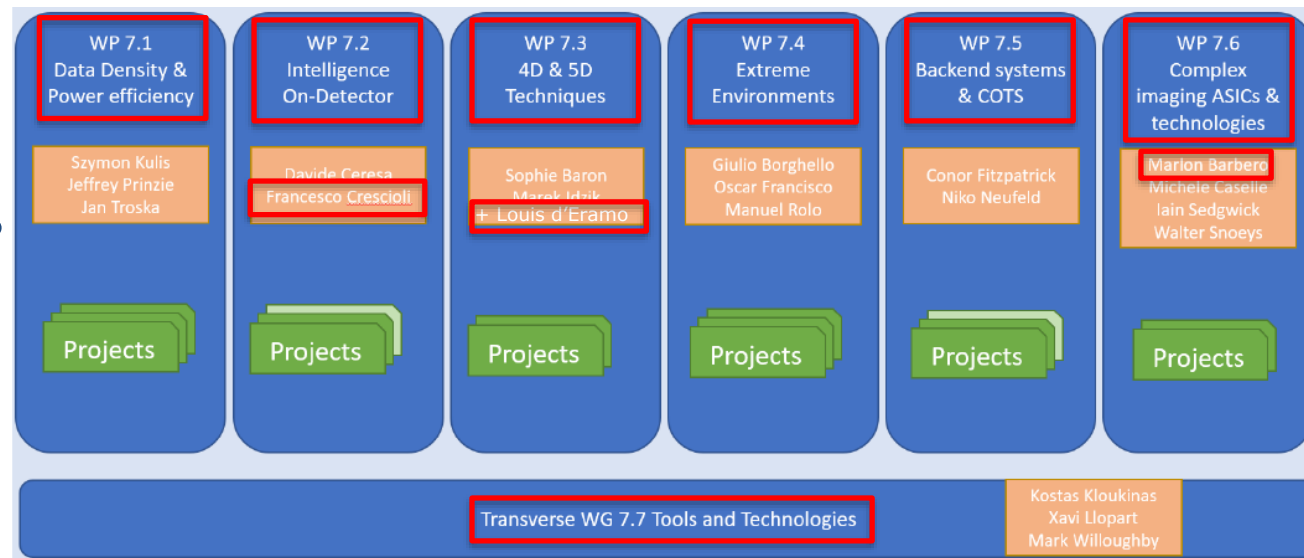 WP 7.1
Data Density &
Power efficiency
Szymon Kulis
Jeffrey Prinzie
Jan Troska
Projects
WP 7.2
Intelligence
On-Detector
Davide Ceresa
Francesco Crescioli
Projects
WP 7.3
4D & 5D
Techniques
Sophie Baron
Marek Idzik
+ Louis d’Eramo
Projects
WP 7.4
Extreme
Environments
Giulio Borghello
Oscar Francisco
Manuel Rolo
Projects
WP 7.5
Backend systems
& COTS
Conor Fitzpatrick
Niko Neufeld
Projects
WP 7.6
Complex
imaging ASICs &
technologies
Marlon Barbero
Michele Caselle
Iain Sedgwick
Walter Snoeys
Projects
Transverse WG 7.7 Tools and Technologies
Kostas Kloukinas
Xavi Llopart
Mark Willoughby